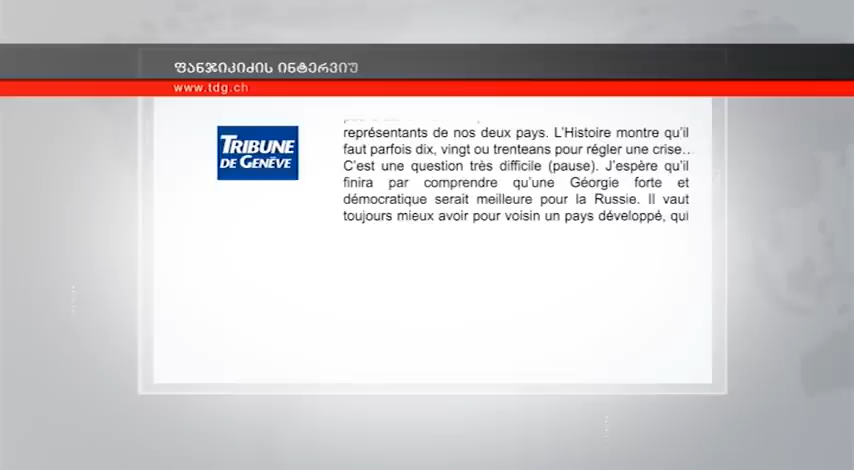 ფანჯიკიძის ინტერვიუ
www.tdg.ch
TRIBUNE
DE GENÈVE
représentants de nos deux pays. L'Histoire montre qu'il
faut parfois dix, vingt ou trenteans pour régler une crise...
C'est une question très difficile (pause). J'espère qu'il
finira par comprendre qu'une Géorgie forte et
démocratique serait meilleure pour la Russie. Il vaut
toujours mieux avoir pour voisin un pays développé, qui